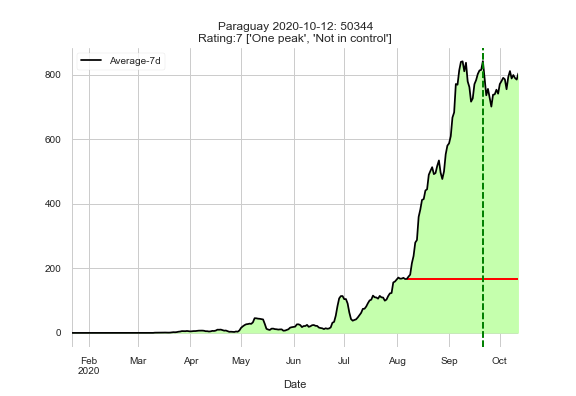 Paraguay 2020-10-12: 50344
Rating:7 ['One peak', 'Not in control']
Average-7d
800
600
400
200
0
Feb Mar Apr May Jun Jul Aug Sep Oct
2020
Date